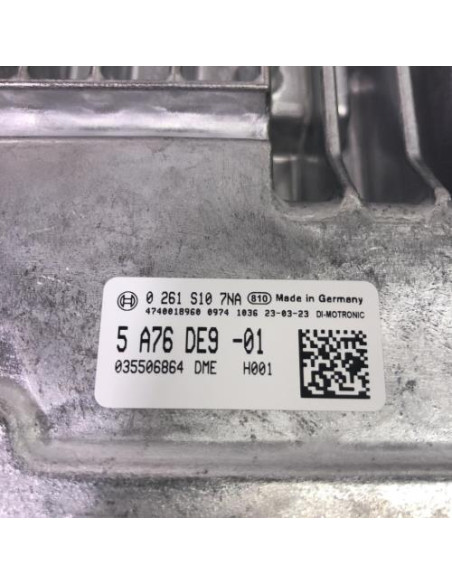 0 261 S10 7NA 810 Made in Germany
4740018960 0974 1036 23-03-23 DI-MOTRONIC
5 A76 DE9 -01
035506864 DME H001